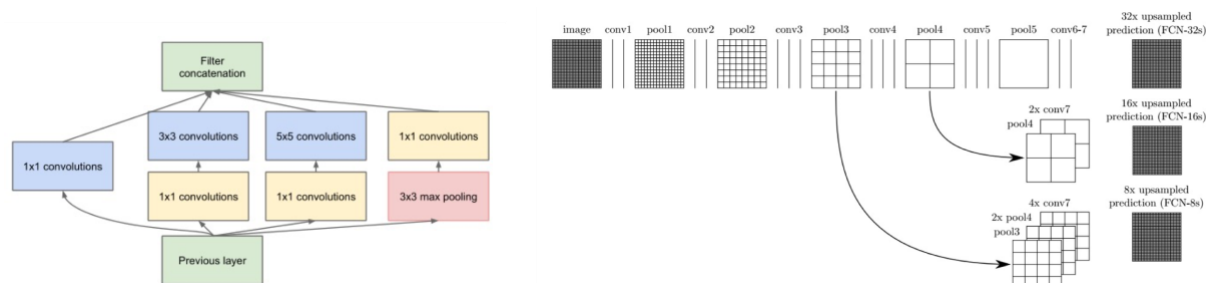 Filter
concatenation
3x3 convolutions
5x5 convolutions
1x1 convolutions
1x1 convolutions
1x1 convolutions
1x1 convolutions
3x3 max pooling
Previous layer
image
conv1
pool1
conv2
pool2
conv3
pool3
conv4
pool4
conv5
pool5
conv6-7
32x upsampled
prediction (FCN-32s)
2x conv7
pool4
16x upsampled
prediction (FCN-16s)
4x conv7
2x pool4
pool3
8x upsampled
prediction (FCN-8s)